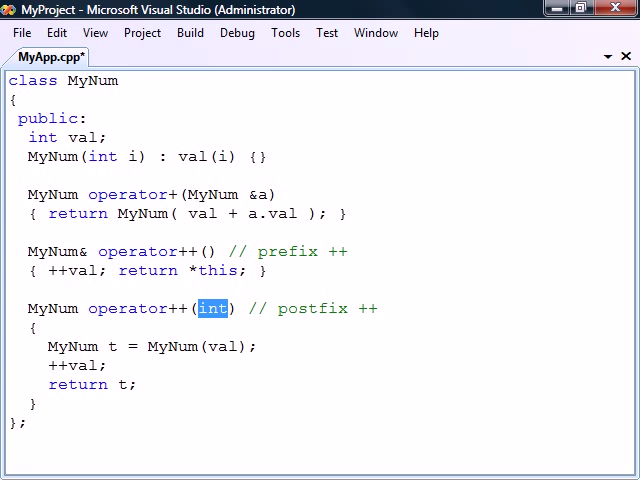 MyProject - Microsoft Visual Studio (Administrator)
File Edit View Project Build Debug Tools Test Window Help
MyApp.cpp*
class MyNum
{
public:
int val;
MyNum(int i) : val(i) {}
MyNum operator+(MyNum &a)
{ return MyNum( val + a.val ); }
MyNum& operator++() // prefix ++
{ ++val; return *this; }
MyNum operator++(int) // postfix ++
{
MyNum t = MyNum(val);
++val;
return t;
}
};